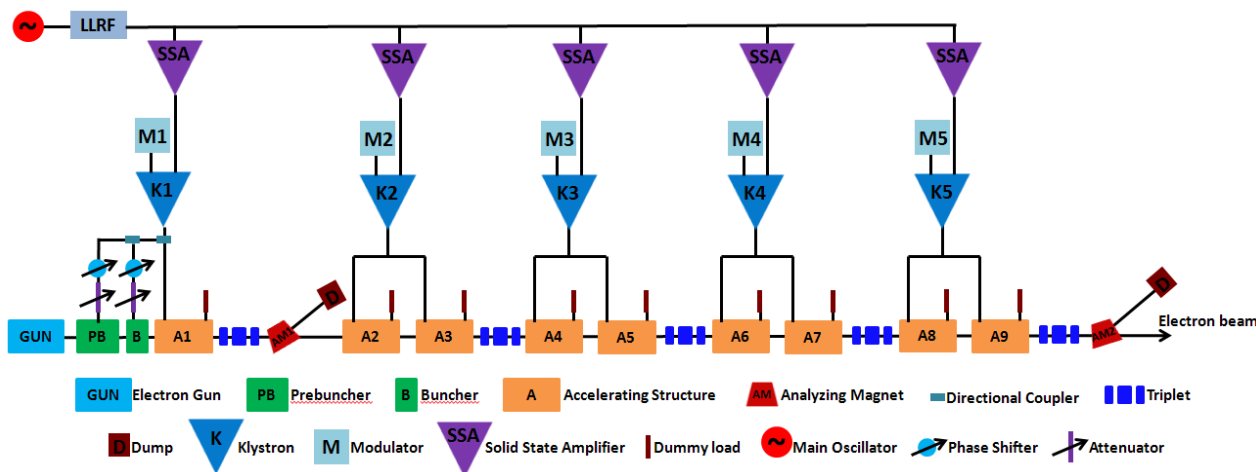 ~ LLRF
SSA SSA SSA SSA SSA
M1 M2 M3 M4 M5
K1 K2 K3 K4 K5
D D
Electron beam
GUN PB B A1 AM1 A2 A3 A4 A5 A6 A7 A8 A9 AM2
GUN Electron Gun PB Prebuncher B Buncher A Accelerating Structure AM Analyzing Magnet Directional Coupler Triplet
D Dump K Klystron M Modulator SSA Solid State Amplifier Dummy load ~ Main Oscillator Phase Shifter Attenuator